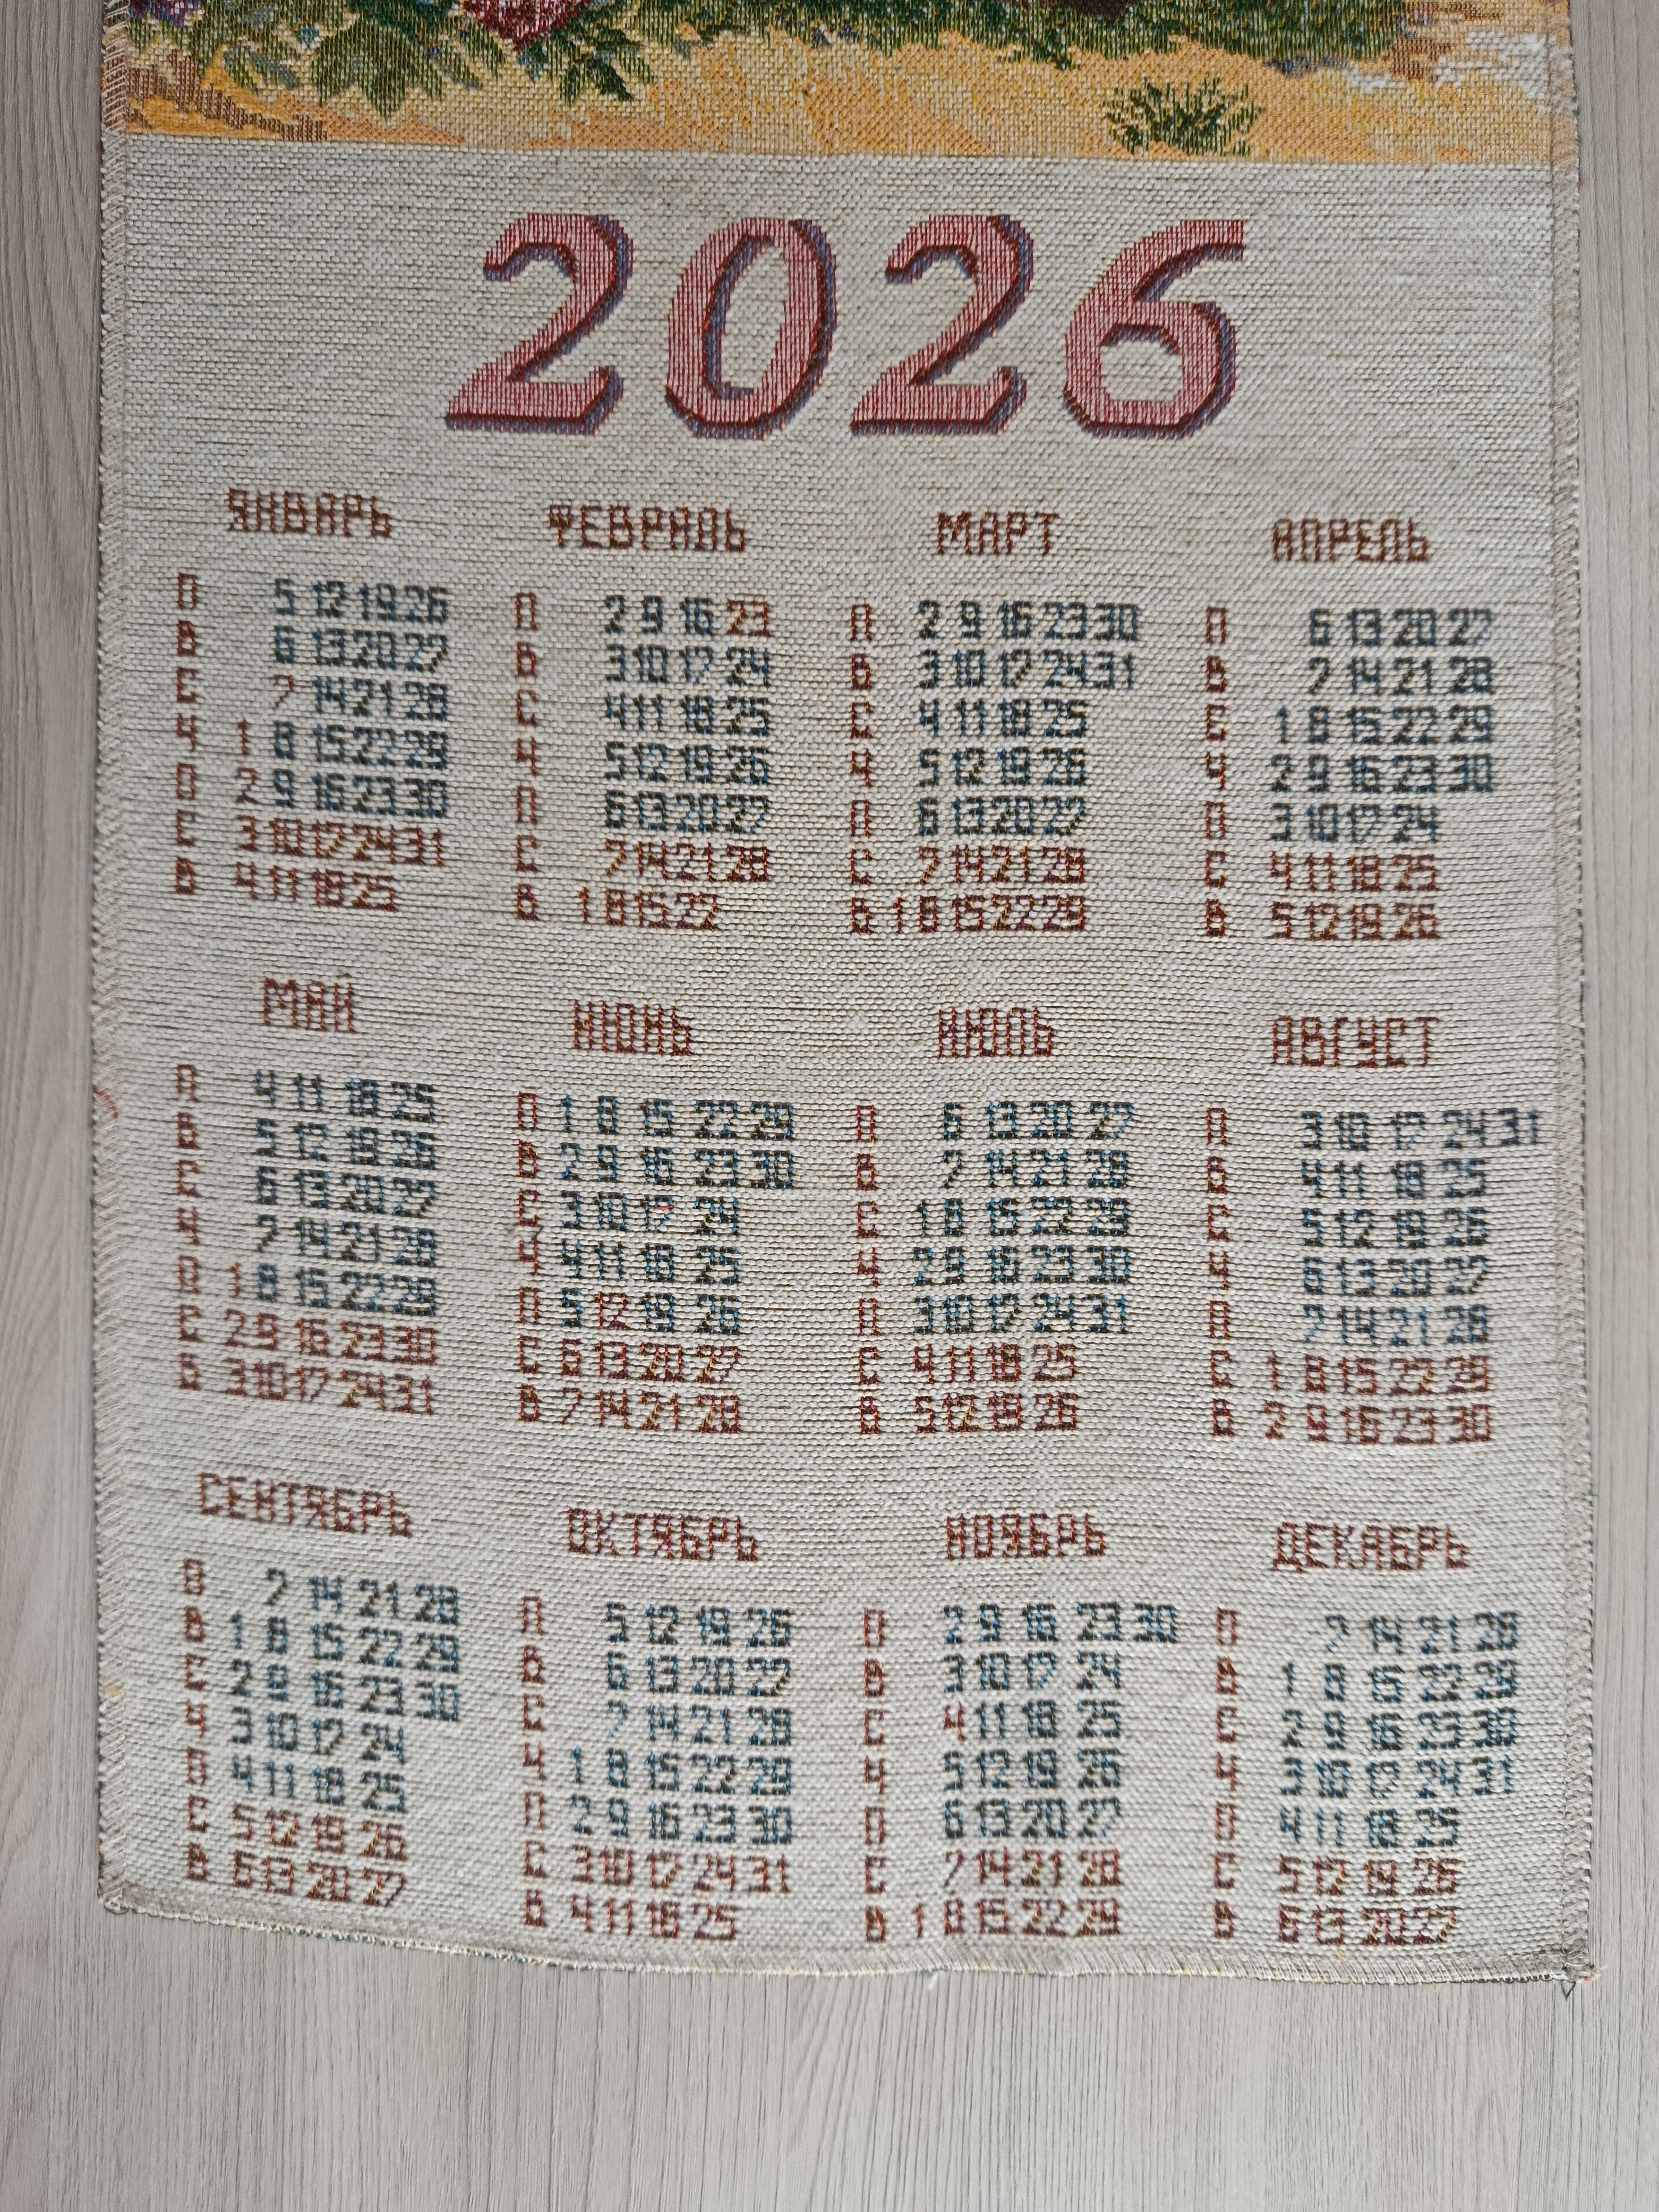 2026
ЯНВАРЬ ФЕВРАЛЬ МАРТ АПРЕЛЬ
П 5 12 19 26 П 2 9 16 23 П 2 9 16 23 30 П 6 13 20 27
В 6 13 20 27 В 3 10 17 24 В 3 10 17 24 31 В 7 14 21 28
С 7 14 21 28 С 4 11 18 25 С 4 11 18 25 С 1 8 15 22 29
Ч 1 8 15 22 29 Ч 5 12 19 26 Ч 5 12 19 26 Ч 2 9 16 23 30
П 2 9 16 23 30 П 6 13 20 27 П 6 13 20 27 П 3 10 17 24
С 3 10 17 24 31 С 7 14 21 28 С 7 14 21 28 С 4 11 18 25
В 4 11 18 25 В 1 8 15 22 В 1 8 15 22 29 В 5 12 19 26
МАЙ ИЮНЬ ИЮЛЬ АВГУСТ
П 4 11 18 25 П 1 8 15 22 29 П 6 13 20 27 П 3 10 17 24 31
В 5 12 19 26 В 2 9 16 23 30 В 7 14 21 28 В 4 11 18 25
С 6 13 20 27 С 3 10 17 24 С 1 8 15 22 29 С 5 12 19 26
Ч 7 14 21 28 Ч 4 11 18 25 Ч 2 9 16 23 30 Ч 6 13 20 27
П 1 8 15 22 29 П 5 12 19 26 П 3 10 17 24 31 П 7 14 21 28
С 2 9 16 23 30 С 6 13 20 27 С 4 11 18 25 С 1 8 15 22 29
В 3 10 17 24 31 В 7 14 21 28 В 5 12 19 26 В 2 9 16 23 30
СЕНТЯБРЬ ОКТЯБРЬ НОЯБРЬ ДЕКАБРЬ
П 7 14 21 28 П 5 12 19 26 П 2 9 16 23 30 П 7 14 21 28
В 1 8 15 22 29 В 6 13 20 27 В 3 10 17 24 В 1 8 15 22 29
С 2 9 16 23 30 С 7 14 21 28 С 4 11 18 25 С 2 9 16 23 30
Ч 3 10 17 24 Ч 1 8 15 22 29 Ч 5 12 19 26 Ч 3 10 17 24 31
П 4 11 18 25 П 2 9 16 23 30 П 6 13 20 27 П 4 11 18 25
С 5 12 19 26 С 3 10 17 24 31 С 7 14 21 28 С 5 12 19 26
В 6 13 20 27 В 4 11 18 25 В 1 8 15 22 29 В 6 13 20 27